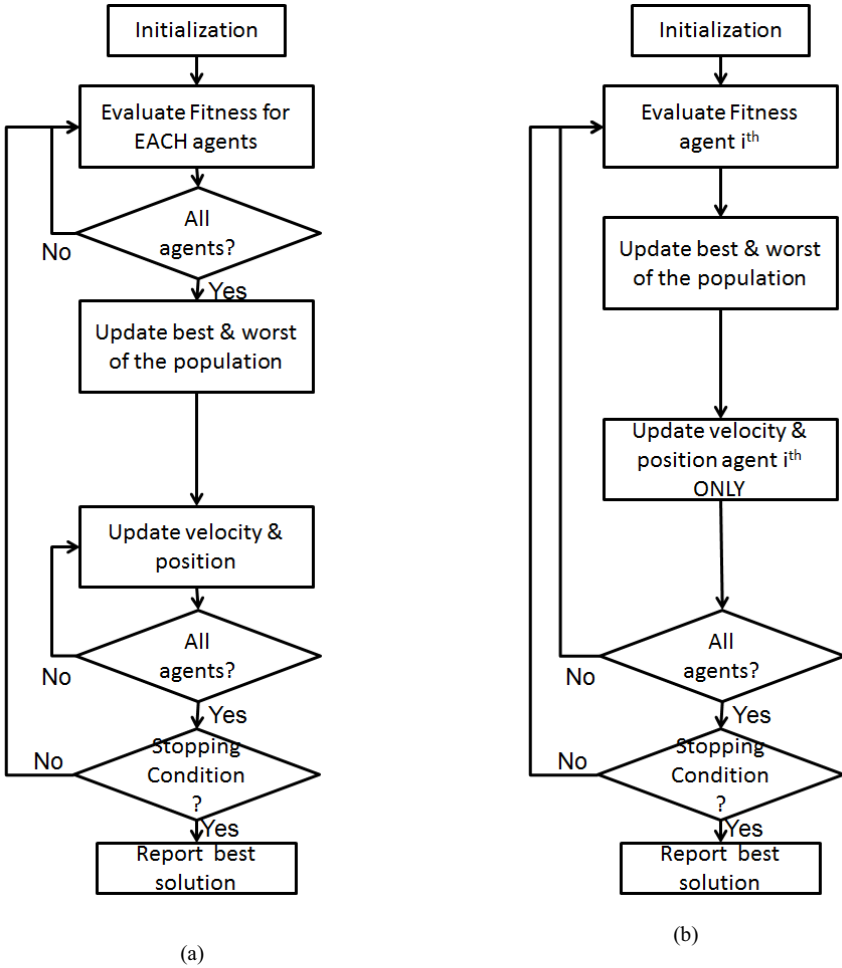 Initialization
Evaluate Fitness for
EACH agents
All
agents?
No
Yes
Update best & worst
of the population
Update velocity &
position
All
agents?
No
Yes
Stopping
Condition
?
No
Yes
Report best
solution
(a)
Initialization
Evaluate Fitness
agent iᵗʰ
Update best & worst
of the population
Update velocity &
position agent iᵗʰ
ONLY
All
agents?
No
Yes
Stopping
Condition
?
No
Yes
Report best
solution
(b)